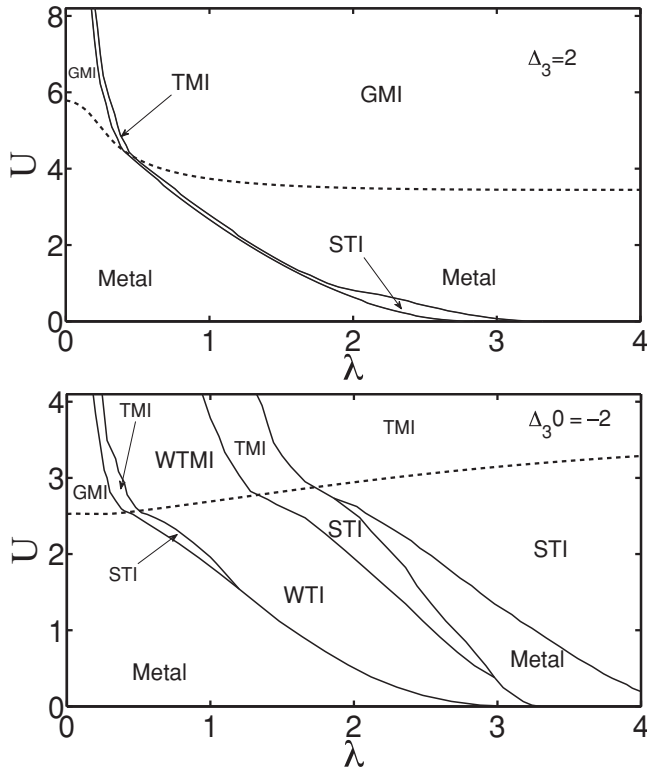 8
Δ3=2
GMI
TMI
GMI
6
U
4
2
STI
Metal
Metal
0
0 1 2 3 4
λ
4
TMI
TMI
Δ30 = −2
WTMI
TMI
3
GMI
U
2
STI
STI
STI
WTI
1
Metal
Metal
0
0 1 2 3 4
λ